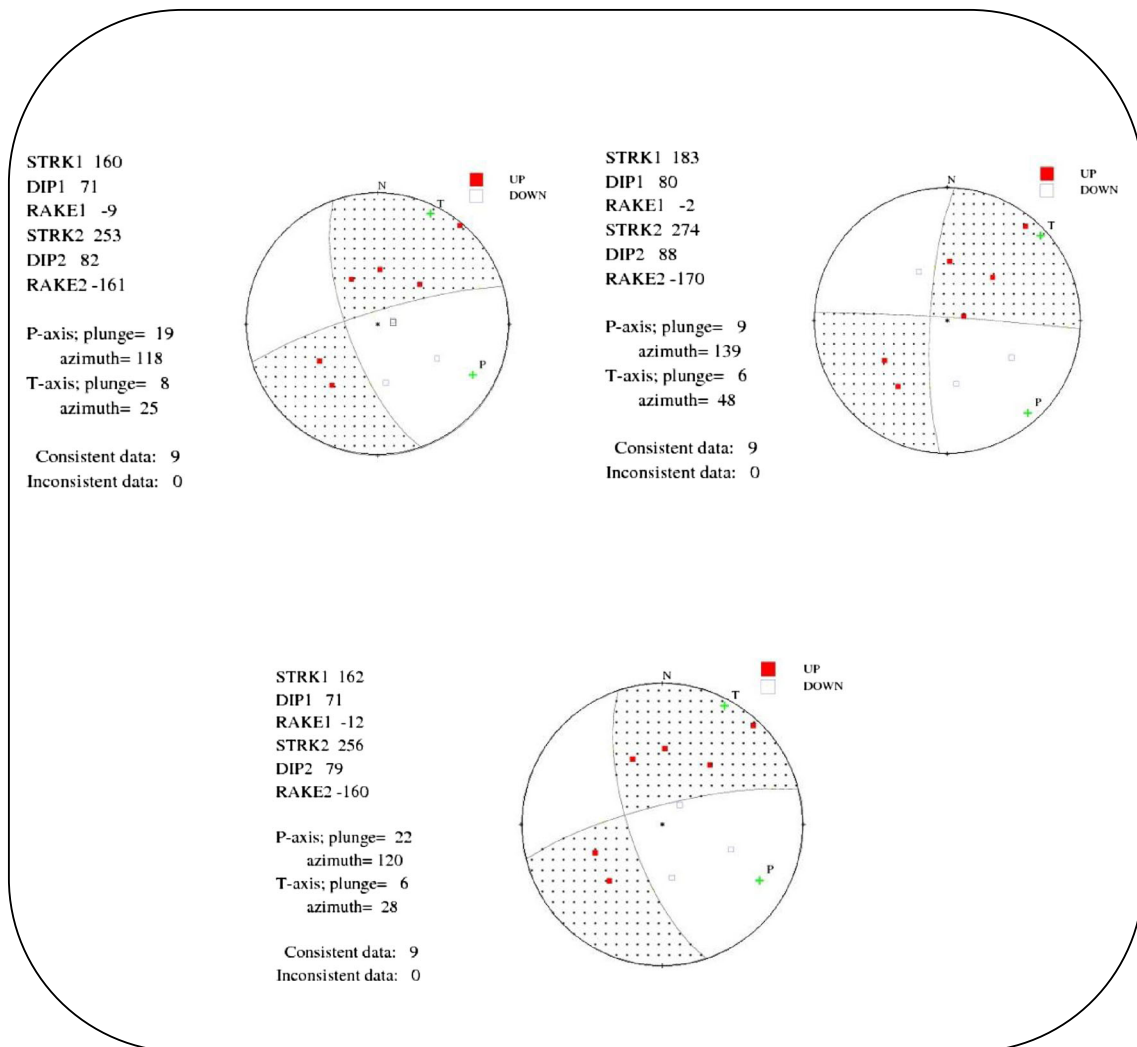 STRK1 160
DIP1 71
RAKE1 -9
STRK2 253
DIP2 82
RAKE2 -161
P-axis; plunge= 19
azimuth= 118
T-axis; plunge= 8
azimuth= 25
Consistent data: 9
Inconsistent data: 0
N
T
P
UP
DOWN
STRK1 183
DIP1 80
RAKE1 -2
STRK2 274
DIP2 88
RAKE2 -170
P-axis; plunge= 9
azimuth= 139
T-axis; plunge= 6
azimuth= 48
Consistent data: 9
Inconsistent data: 0
N
T
P
UP
DOWN
STRK1 162
DIP1 71
RAKE1 -12
STRK2 256
DIP2 79
RAKE2 -160
P-axis; plunge= 22
azimuth= 120
T-axis; plunge= 6
azimuth= 28
Consistent data: 9
Inconsistent data: 0
N
T
P
UP
DOWN